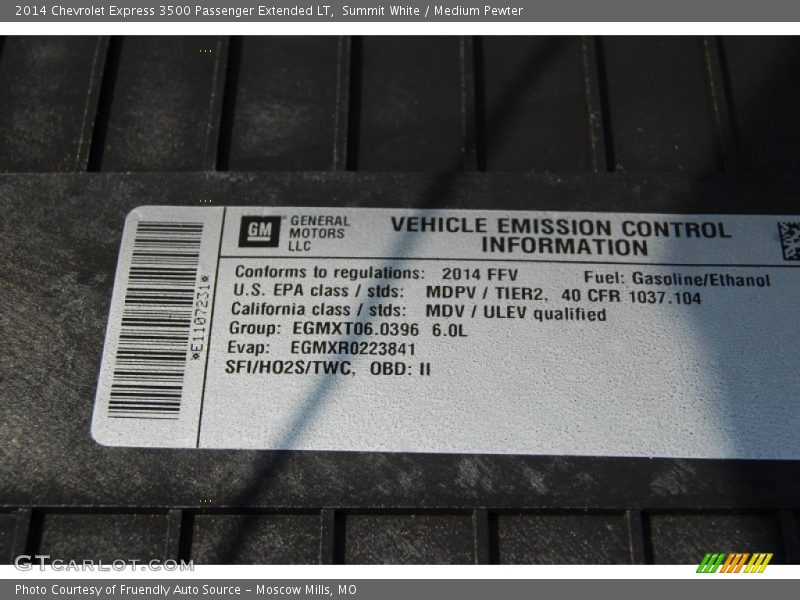 2014 Chevrolet Express 3500 Passenger Extended LT, Summit White / Medium Pewter
GM
GENERAL
MOTORS
LLC
VEHICLE EMISSION CONTROL
INFORMATION
*E1107231*
Conforms to regulations: 2014 FFV Fuel: Gasoline/Ethanol
U.S. EPA class / stds: MDPV / TIER2, 40 CFR 1037.104
California class / stds: MDV / ULEV qualified
Group: EGMXT06.0396 6.0L
Evap: EGMXR0223841
SFI/HO2S/TWC, OBD: II
GTcarlot.com
Photo Courtesy of Fruendly Auto Source - Moscow Mills, MO